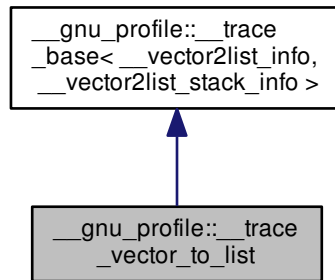 __gnu_profile::__trace
_base< __vector2list_info,
__vector2list_stack_info >
__gnu_profile::__trace
_vector_to_list